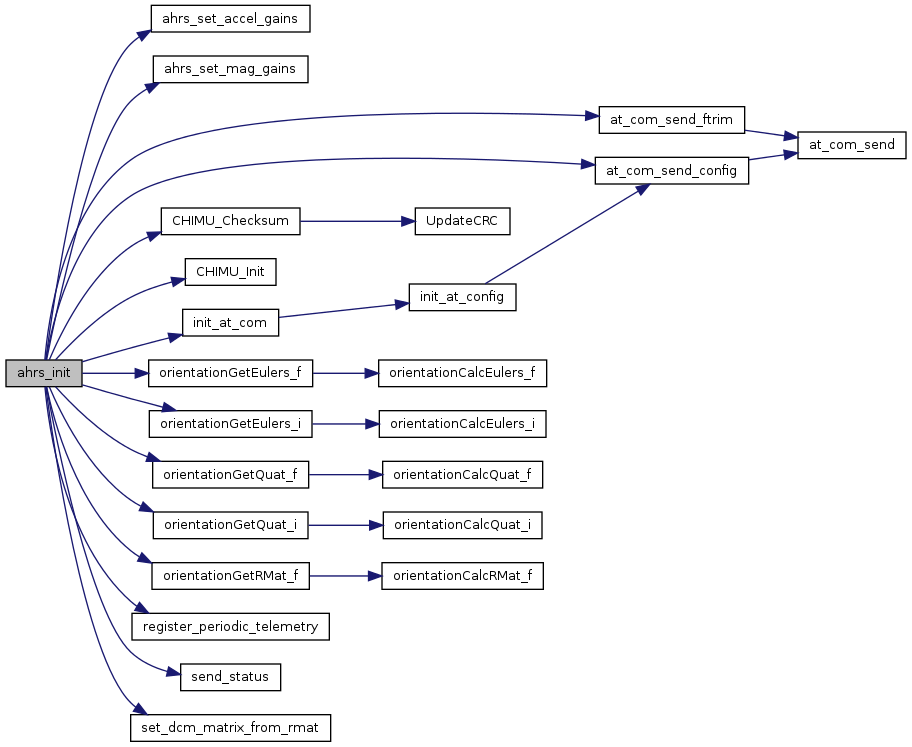 ahrs_set_accel_gains
ahrs_set_mag_gains
at_com_send_ftrim
at_com_send
at_com_send_config
CHIMU_Checksum
UpdateCRC
CHIMU_Init
init_at_config
init_at_com
ahrs_init
orientationGetEulers_f
orientationCalcEulers_f
orientationGetEulers_i
orientationCalcEulers_i
orientationGetQuat_f
orientationCalcQuat_f
orientationGetQuat_i
orientationCalcQuat_i
orientationGetRMat_f
orientationCalcRMat_f
register_periodic_telemetry
send_status
set_dcm_matrix_from_rmat